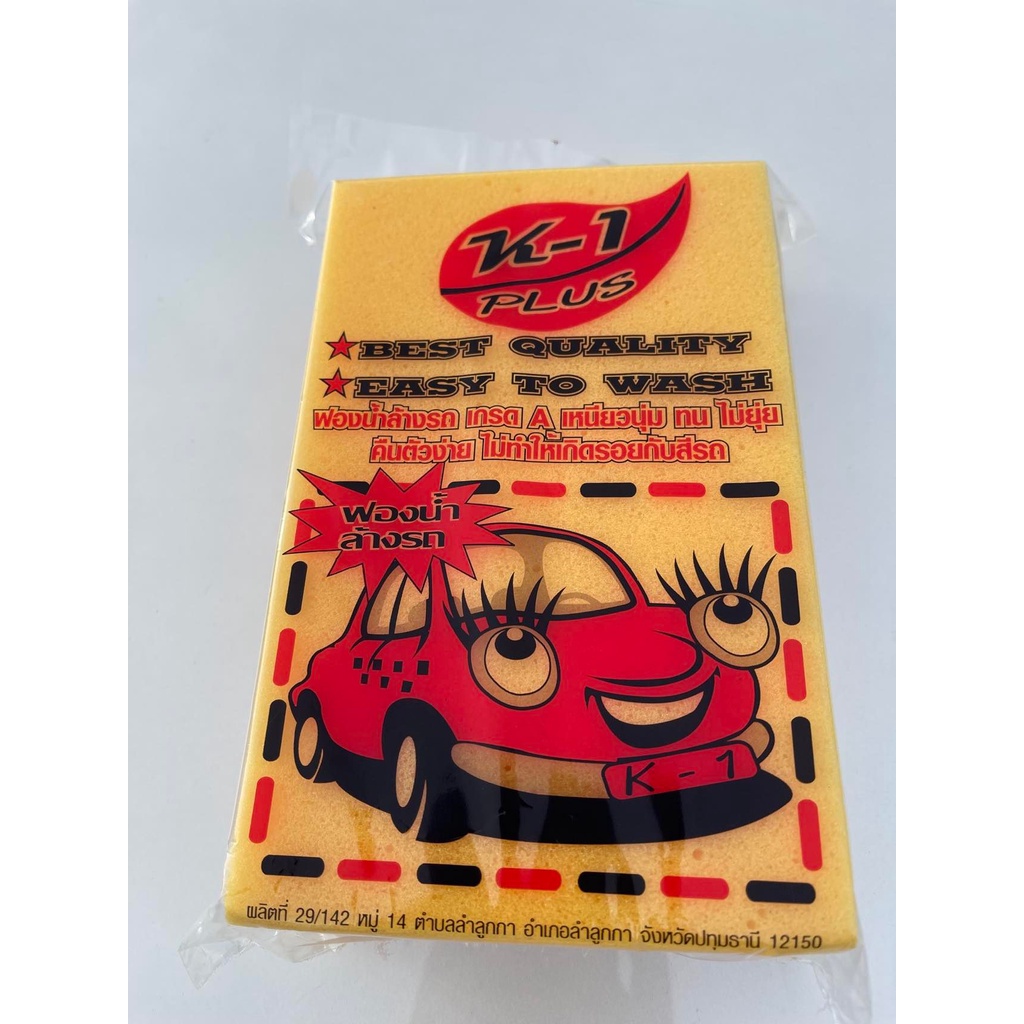 K-1
PLUS
BEST QUALITY
EASY TO WASH
ฟองน้ำล้างรถ เกรด A เหนียวนุ่ม ทน ไม่ยุ่ย
คืนตัวง่าย ไม่ทำให้เกิดรอยกับสีรถ
ฟองน้ำ
ล้างรถ
K-1
ผลิตที่ 29/142 หมู่ 14 ตำบลลำลูกกา อำเภอลำลูกกา จังหวัดปทุมธานี 12150